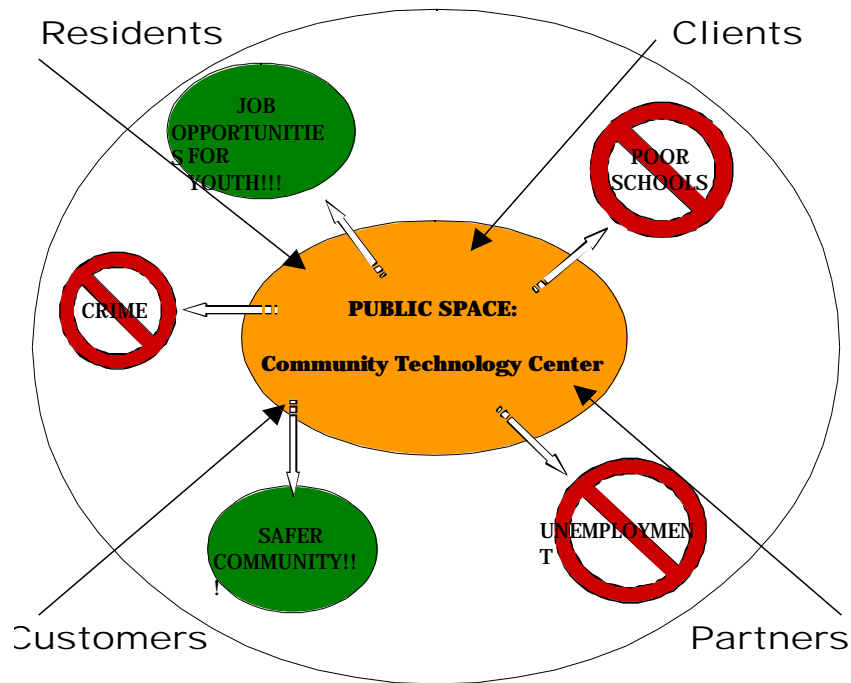 Residents
Clients
JOB
OPPORTUNITIE
S FOR
YOUTH!!!
POOR
SCHOOLS
CRIME
PUBLIC SPACE:
Community Technology Center
SAFER
COMMUNITY!!
!
UNEMPLOYMEN
T
Customers
Partners